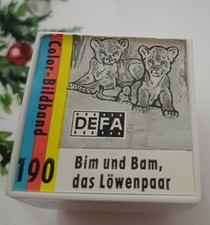 Color-Bildband
DEFA
190
Bim und Bam,
das Löwenpaar